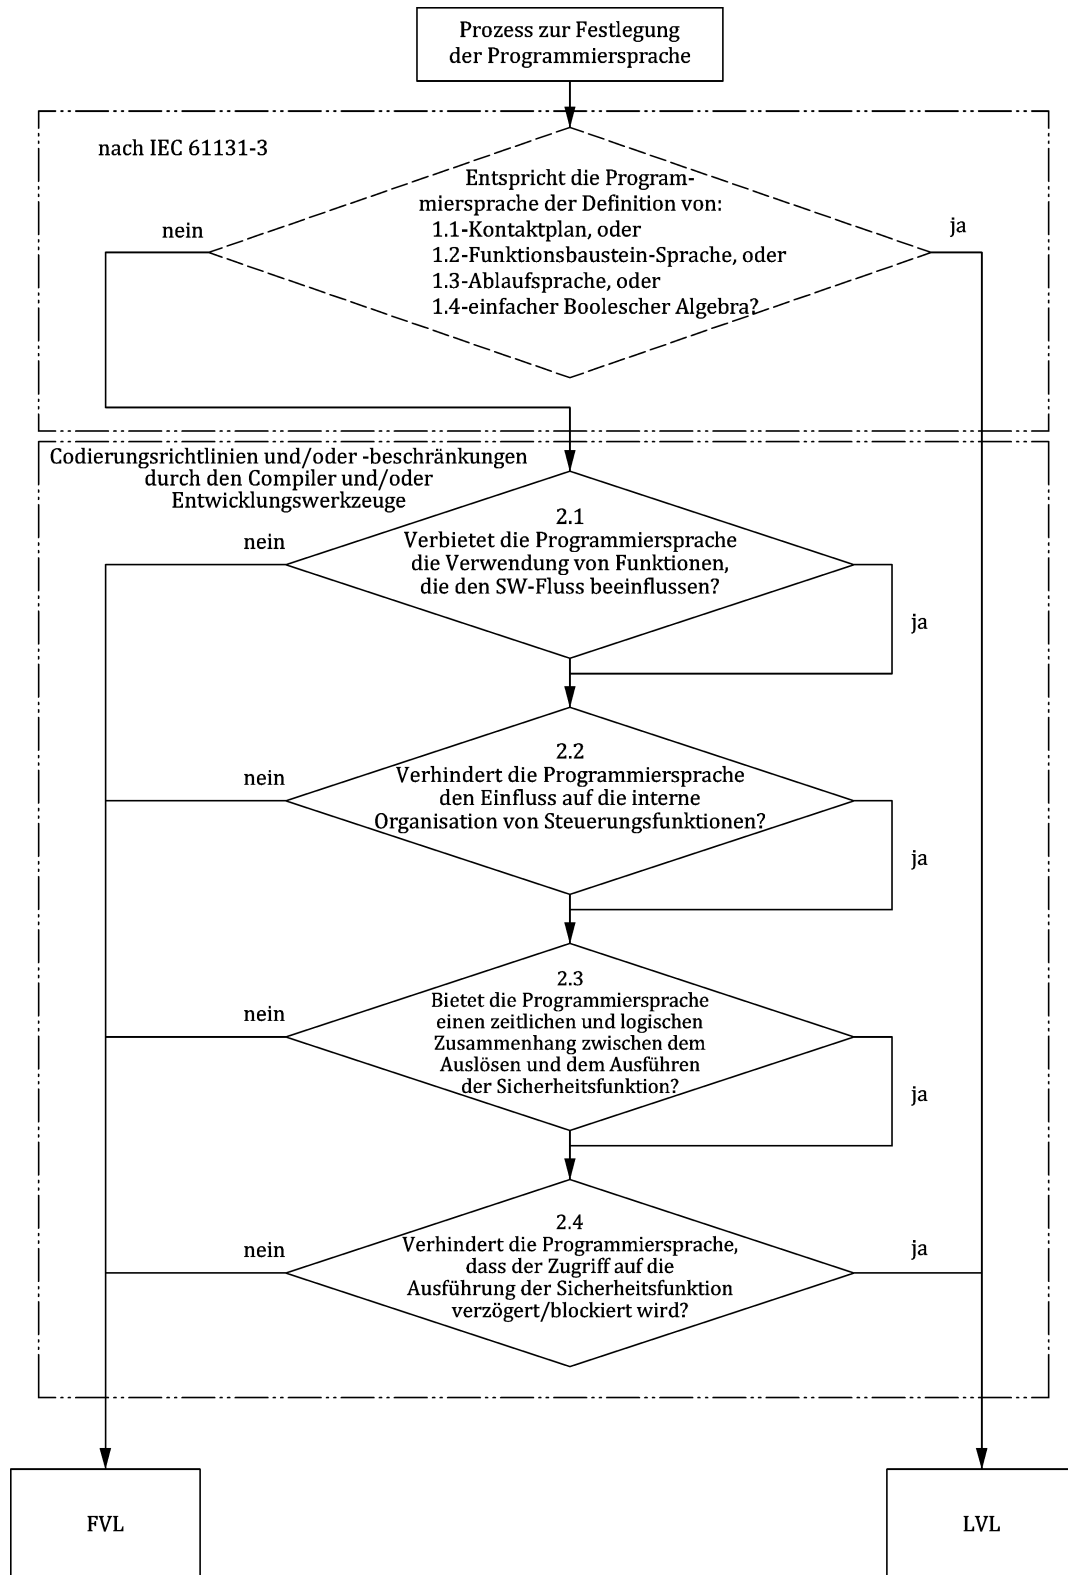 Prozess zur Festlegung
der Programmiersprache
nach IEC 61131-3
Entspricht die Program-
miersprache der Definition von:
1.1-Kontaktplan, oder
1.2-Funktionsbaustein-Sprache, oder
1.3-Ablaufsprache, oder
1.4-einfacher Boolescher Algebra?
nein
ja
Codierungsrichtlinien und/oder -beschränkungen
durch den Compiler und/oder
Entwicklungswerkzeuge
2.1
Verbietet die Programmiersprache
die Verwendung von Funktionen,
die den SW-Fluss beeinflussen?
nein
ja
2.2
Verhindert die Programmiersprache
den Einfluss auf die interne
Organisation von Steuerungsfunktionen?
nein
ja
2.3
Bietet die Programmiersprache
einen zeitlichen und logischen
Zusammenhang zwischen dem
Auslösen und dem Ausführen
der Sicherheitsfunktion?
nein
ja
2.4
Verhindert die Programmiersprache,
dass der Zugriff auf die
Ausführung der Sicherheitsfunktion
verzögert/blockiert wird?
nein
ja
FVL
LVL